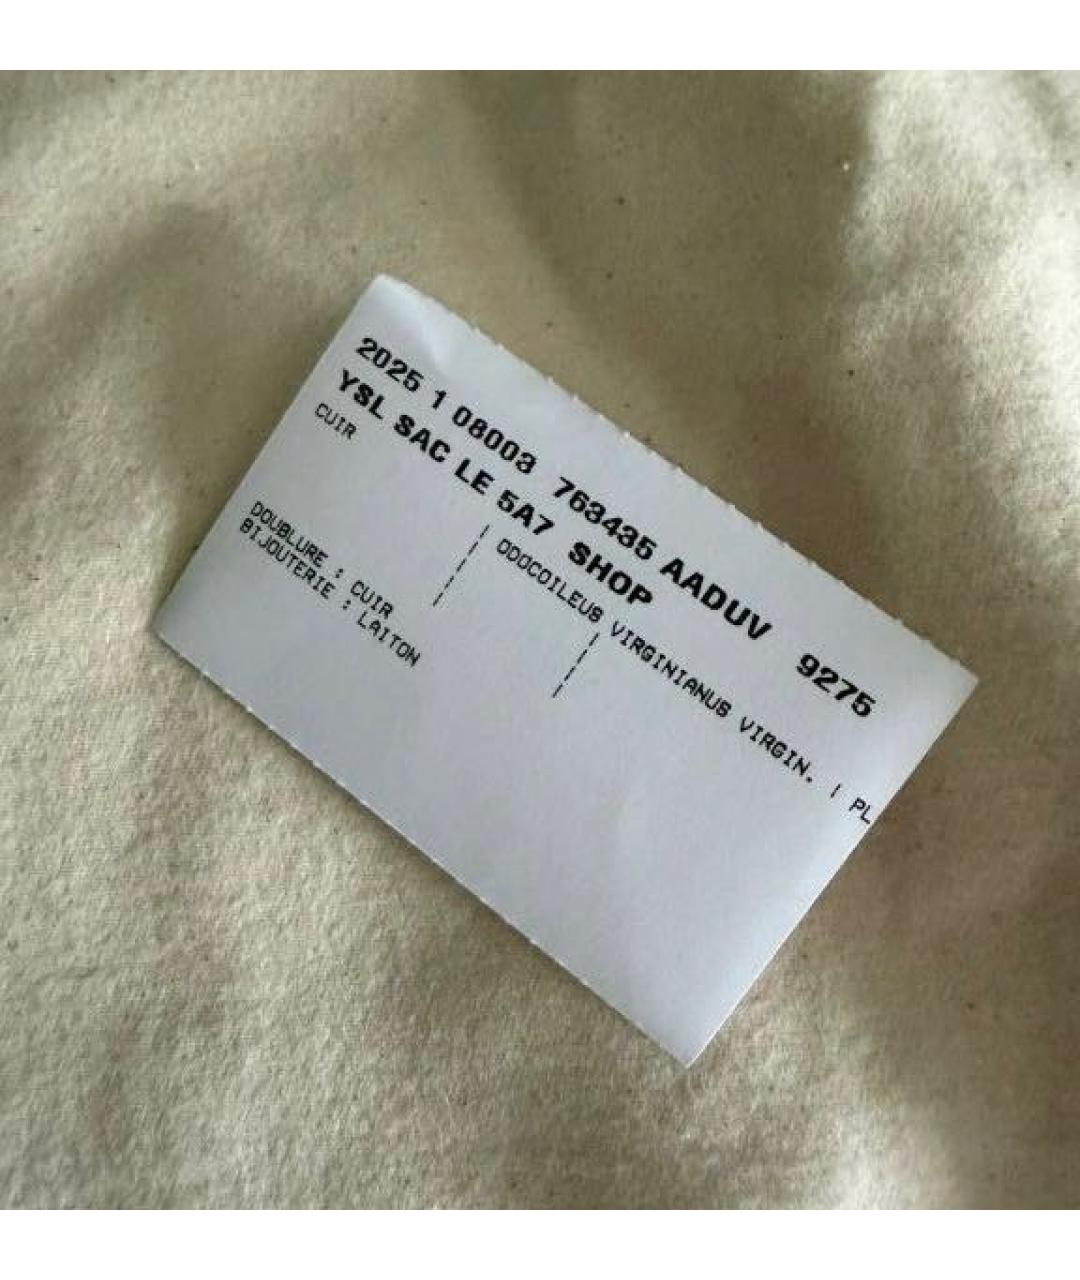 2025 1 08003 763435 AADUV 9275
YSL SAC LE 5A7 SHOP
CUIR
ODOCOILEUS VIRGINIANUS VIRGIN. / PL
DOUBLURE : CUIR
BIJOUTERIE : LAITON